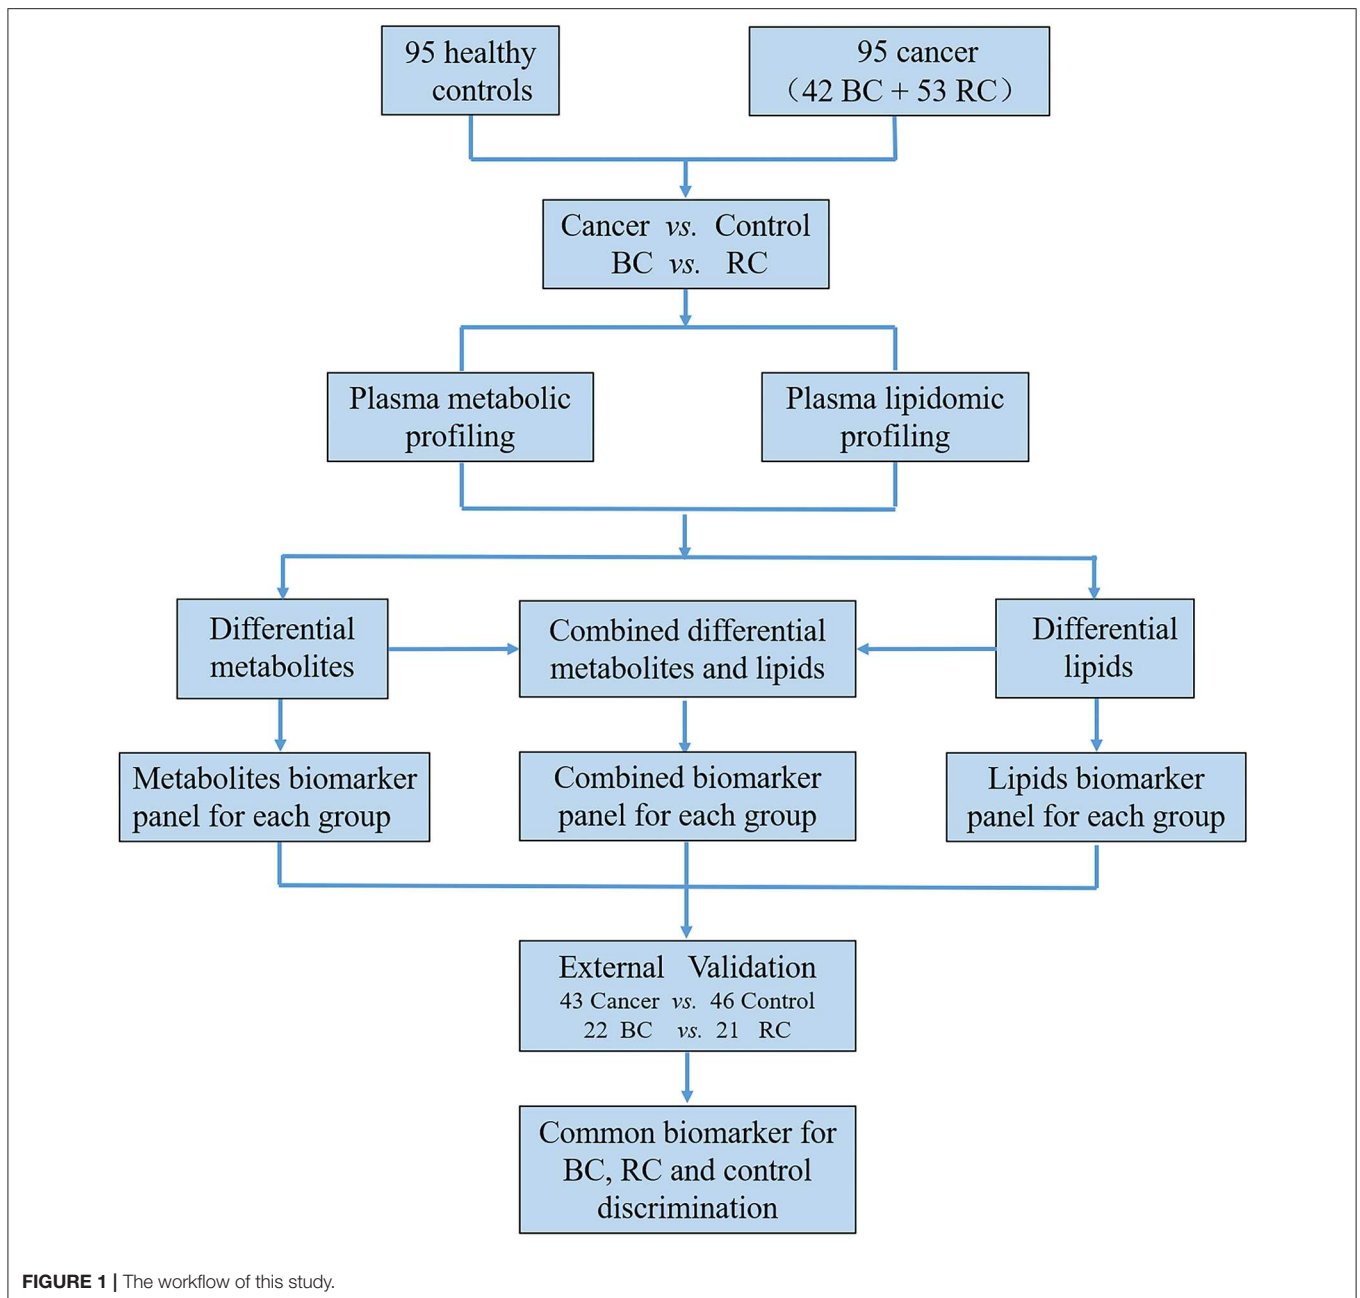 95 healthy
controls
95 cancer
（42 BC + 53 RC）
Cancer vs. Control
BC vs. RC
Plasma metabolic
profiling
Plasma lipidomic
profiling
Differential
metabolites
Combined differential
metabolites and lipids
Differential
lipids
Metabolites biomarker
panel for each group
Combined biomarker
panel for each group
Lipids biomarker
panel for each group
External Validation
43 Cancer vs. 46 Control
22 BC vs. 21 RC
Common biomarker for
BC, RC and control
discrimination
FIGURE 1 | The workflow of this study.